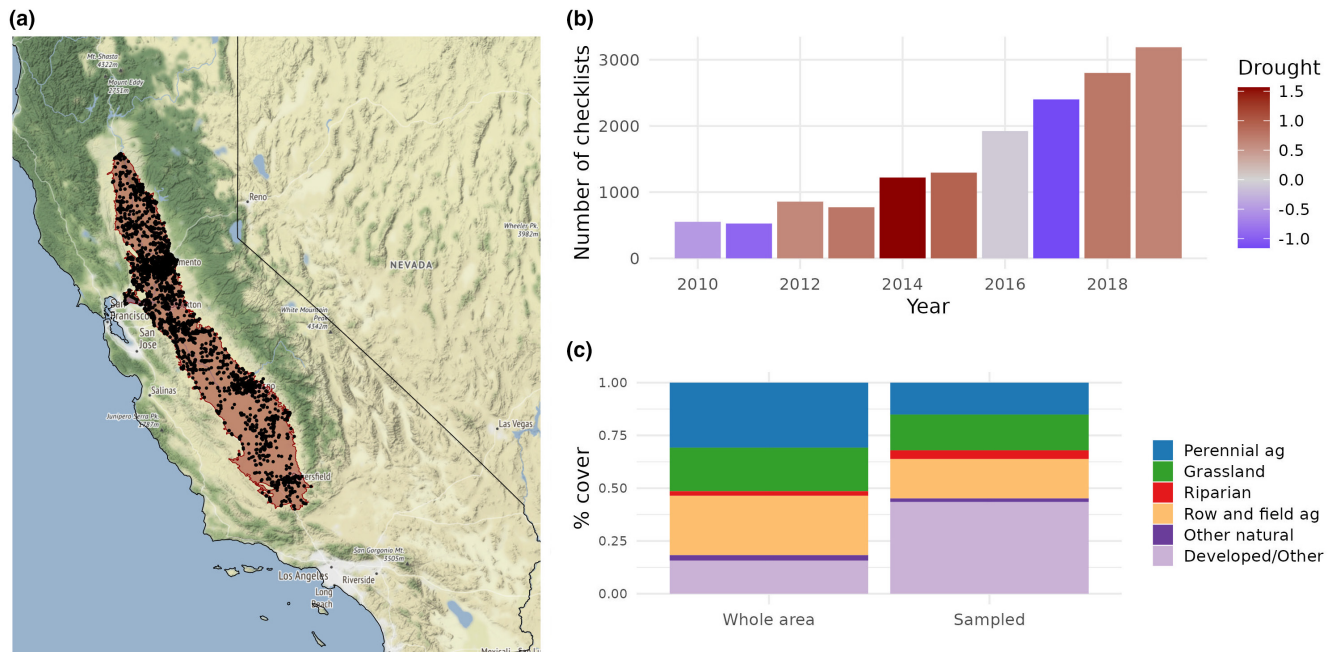 (a)
Mt. Shasta
4322m
Mount Eddy
2751m
Reno
Wheeler Pk.
3982m
mento
NEVADA
San
Francisco
kton
San
Jose
White Mountain
Peak
4342m
Salinas
Junipero Serra Pk.
1787m
Las Vegas
ersfield
San Gorgonio Mt.
3505m
Los Angeles
Riverside
Long
Beach
(b)
Number of checklists
3000
2000
1000
0
2010
2012
2014
2016
2018
Year
Drought
1.5
1.0
0.5
0.0
-0.5
-1.0
(c)
% cover
1.00
0.75
0.50
0.25
0.00
Whole area
Sampled
Perennial ag
Grassland
Riparian
Row and field ag
Other natural
Developed/Other